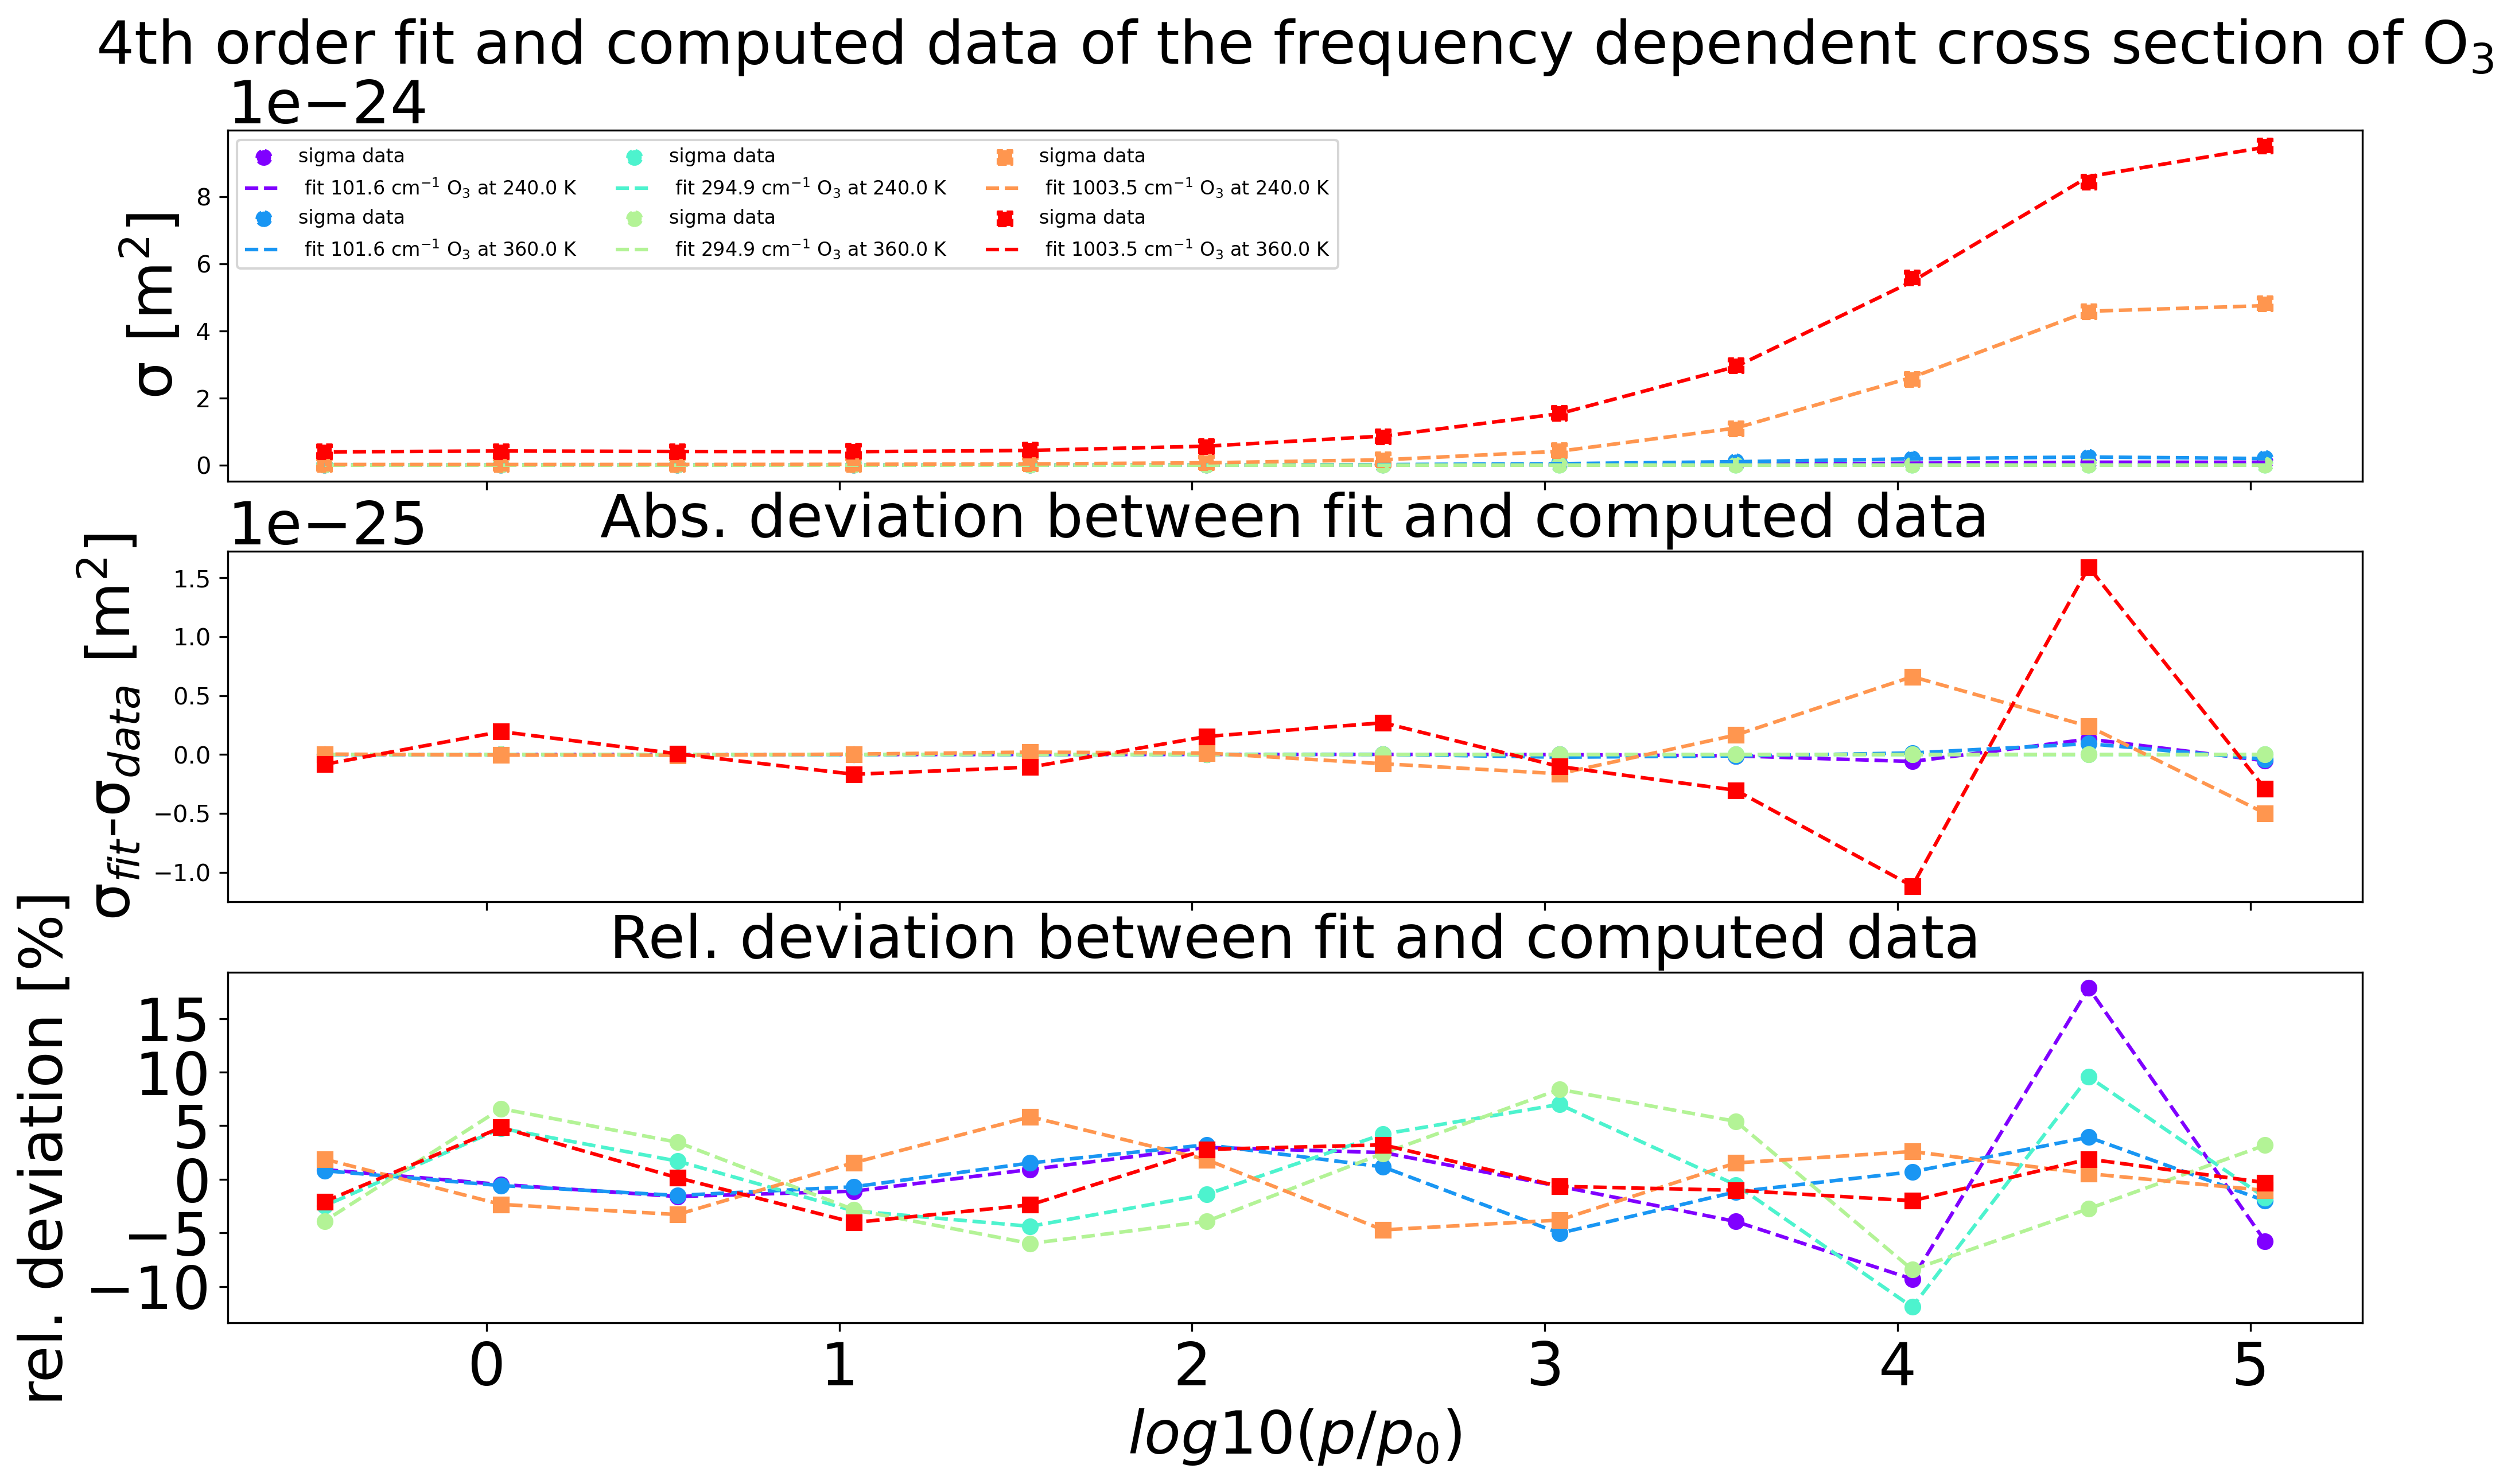 4th order fit and computed data of the frequency dependent cross section of O₃
1e−24
sigma data
fit 101.6 cm⁻¹ O₃ at 240.0 K
sigma data
fit 101.6 cm⁻¹ O₃ at 360.0 K
sigma data
fit 294.9 cm⁻¹ O₃ at 240.0 K
sigma data
fit 294.9 cm⁻¹ O₃ at 360.0 K
sigma data
fit 1003.5 cm⁻¹ O₃ at 240.0 K
sigma data
fit 1003.5 cm⁻¹ O₃ at 360.0 K
σ [m²]
8
6
4
2
0
Abs. deviation between fit and computed data
1e−25
σfit-σdata [m²]
1.5
1.0
0.5
0.0
−0.5
−1.0
Rel. deviation between fit and computed data
rel. deviation [%]
15
10
5
0
−5
−10
0 1 2 3 4 5
log10(p/p₀)